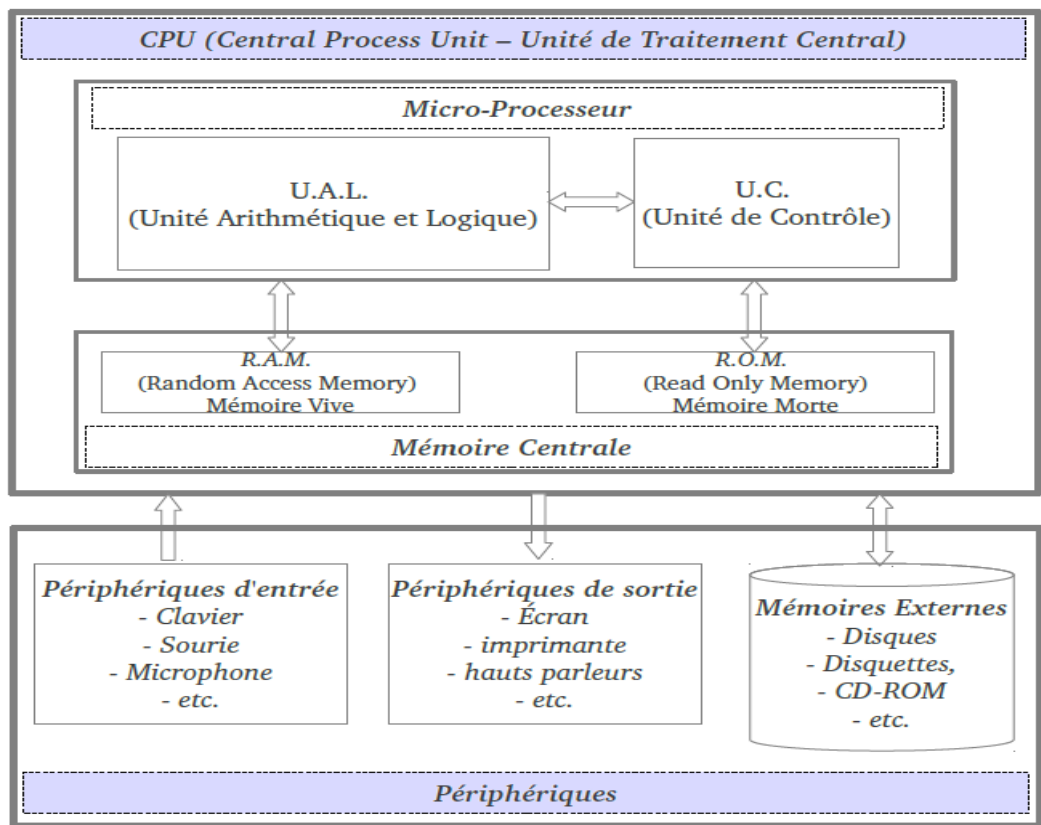 CPU (Central Process Unit – Unité de Traitement Central)
Micro-Processeur
U.A.L.
(Unité Arithmétique et Logique)
U.C.
(Unité de Contrôle)
R.A.M.
(Random Access Memory)
Mémoire Vive
R.O.M.
(Read Only Memory)
Mémoire Morte
Mémoire Centrale
Périphériques d'entrée
- Clavier
- Sourie
- Microphone
- etc.
Périphériques de sortie
- Écran
- imprimante
- hauts parleurs
- etc.
Mémoires Externes
- Disques
- Disquettes,
- CD-ROM
- etc.
Périphériques